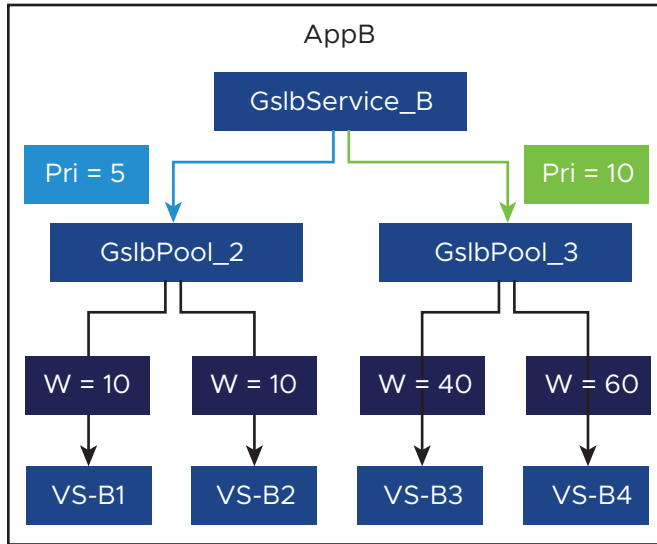 AppB
GslbService_B
Pri = 5
Pri = 10
GslbPool_2
GslbPool_3
W = 10
W = 10
W = 40
W = 60
VS-B1
VS-B2
VS-B3
VS-B4